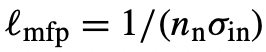 ℓ_mfp = 1/(n_n σ_in)